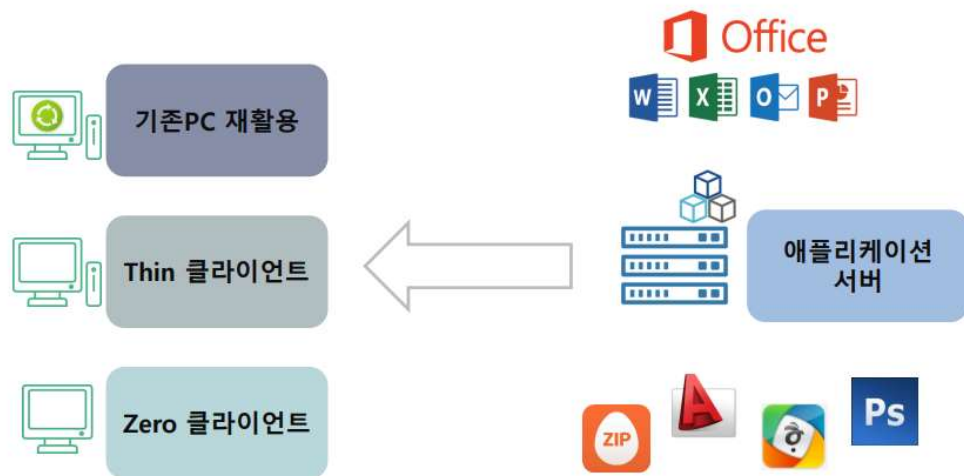 Office
W X O P
기존PC 재활용
Thin 클라이언트
애플리케이션
서버
Zero 클라이언트
ZIP
A
ㅎ
Ps